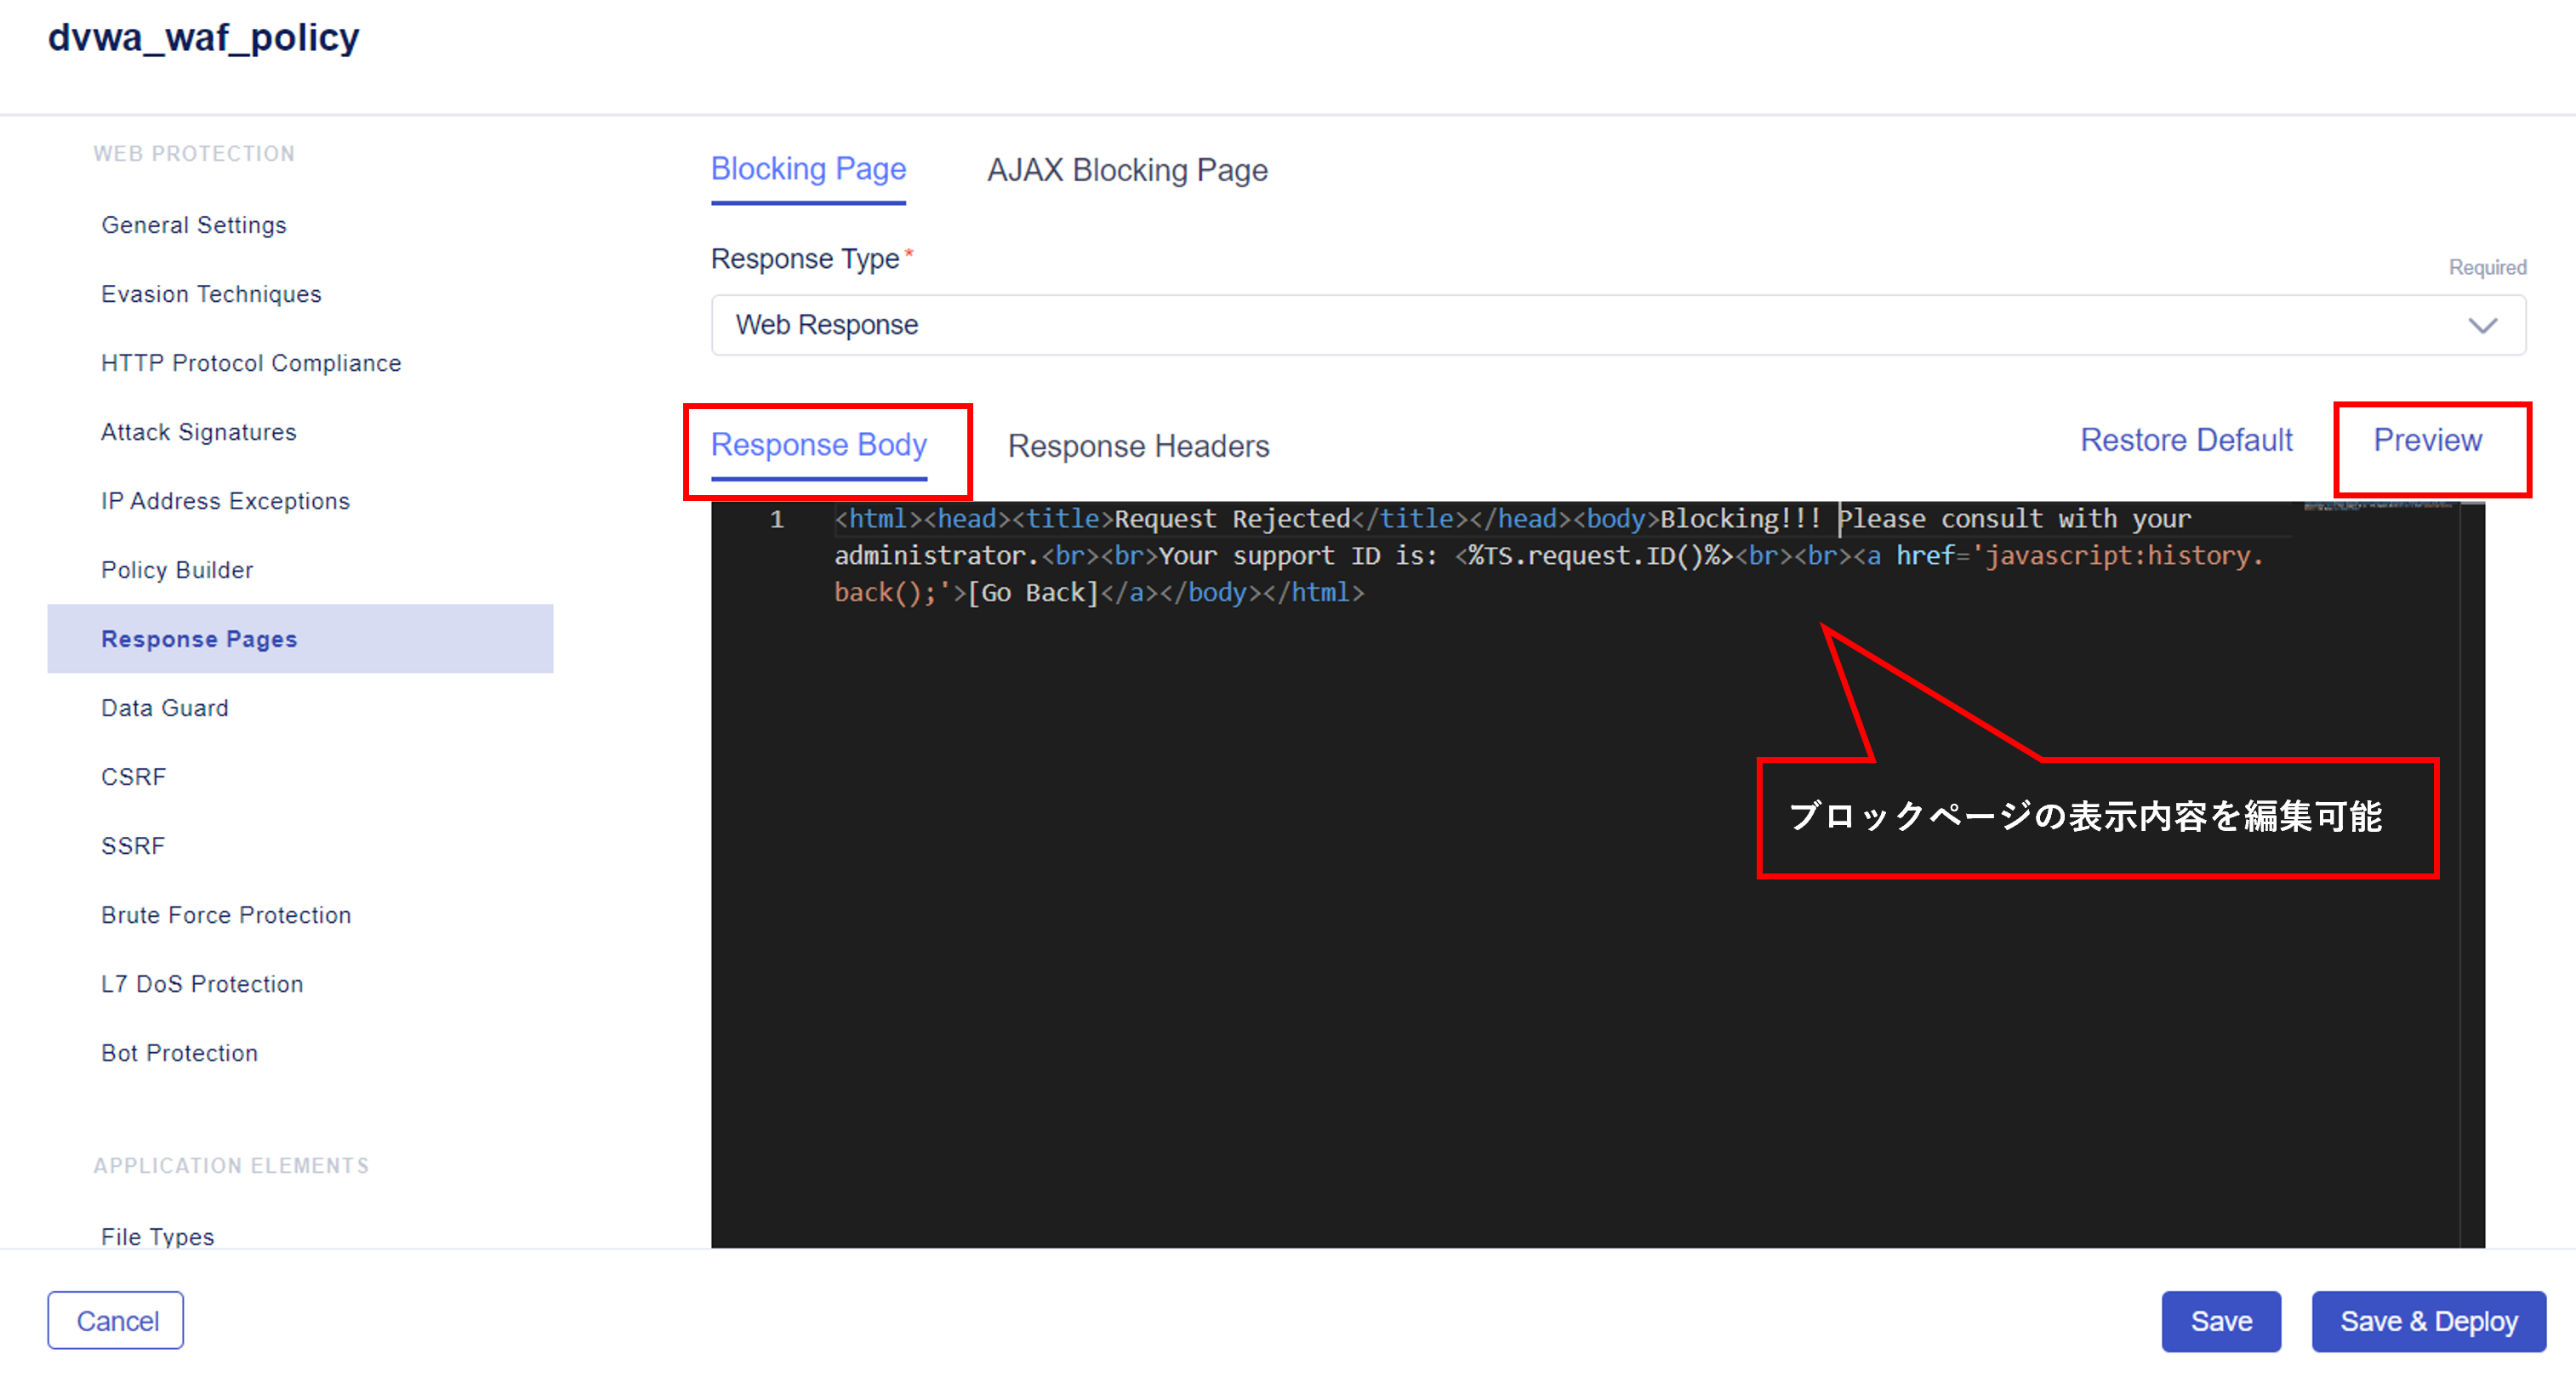 dvwa_waf_policy
WEB PROTECTION
General Settings
Evasion Techniques
HTTP Protocol Compliance
Attack Signatures
IP Address Exceptions
Policy Builder
Response Pages
Data Guard
CSRF
SSRF
Brute Force Protection
L7 DoS Protection
Bot Protection
APPLICATION ELEMENTS
File Types
Blocking Page
AJAX Blocking Page
Response Type *
Required
Web Response
Response Body
Response Headers
Restore Default
Preview
1
<html><head><title>Request Rejected</title></head><body>Blocking!!! Please consult with your
administrator.<br><br>Your support ID is: <%TS.request.ID()%><br><br><a href='javascript:history.
back();'>[Go Back]</a></body></html>
ブロックページの表示内容を編集可能
Cancel
Save
Save & Deploy